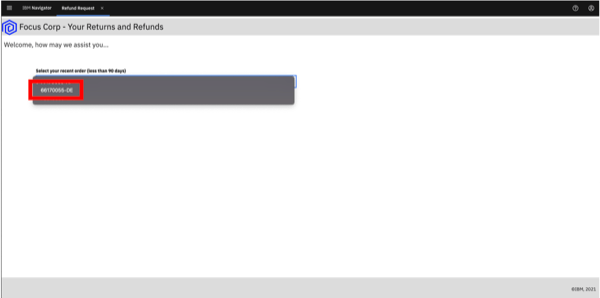 IBM Navigator
Refund Request ×
Focus Corp - Your Returns and Refunds
Welcome, how may we assist you...
Select your recent order (less than 90 days)
66170055-DE
©IBM, 2021